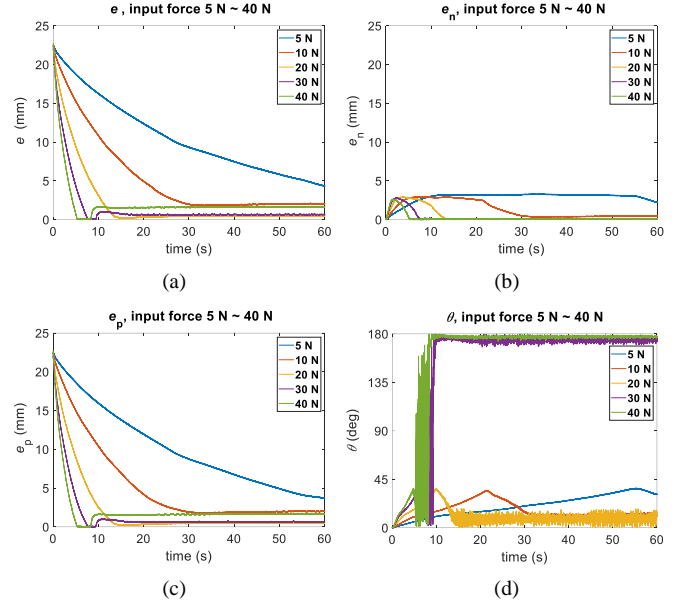 e , input force 5 N ~ 40 N
25
20
15
10
5
0
e (mm)
0 10 20 30 40 50 60
time (s)
5 N
10 N
20 N
30 N
40 N
(a)
e_n, input force 5 N ~ 40 N
25
20
15
10
5
0
e_n (mm)
0 10 20 30 40 50 60
time (s)
5 N
10 N
20 N
30 N
40 N
(b)
e_p, input force 5 N ~ 40 N
25
20
15
10
5
0
e_p (mm)
0 10 20 30 40 50 60
time (s)
5 N
10 N
20 N
30 N
40 N
(c)
θ, input force 5 N ~ 40 N
180
135
90
45
0
θ (deg)
0 10 20 30 40 50 60
time (s)
5 N
10 N
20 N
30 N
40 N
(d)